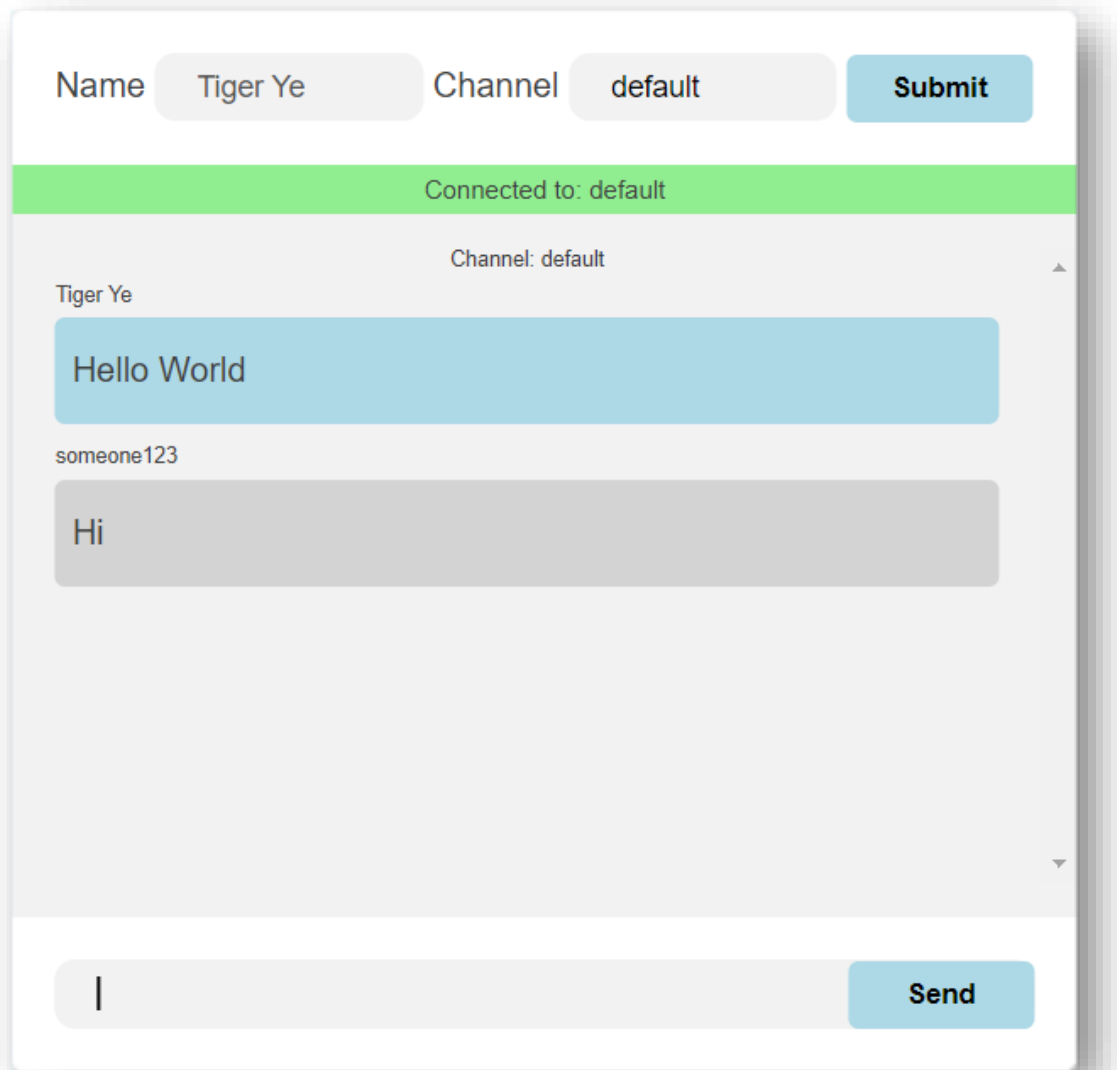 Name Tiger Ye Channel default Submit
Connected to: default
Channel: default
Tiger Ye
Hello World
someone123
Hi
Send